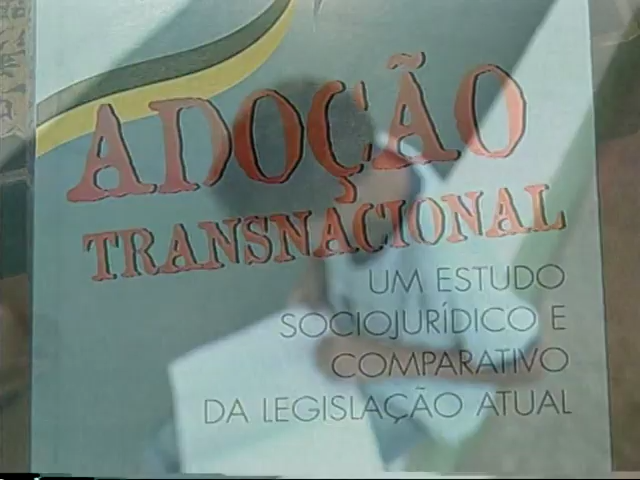 ADOÇÃO
TRANSNACIONAL
UM ESTUDO
SOCIOJURÍDICO E
COMPARATIVO
DA LEGISLAÇÃO ATUAL